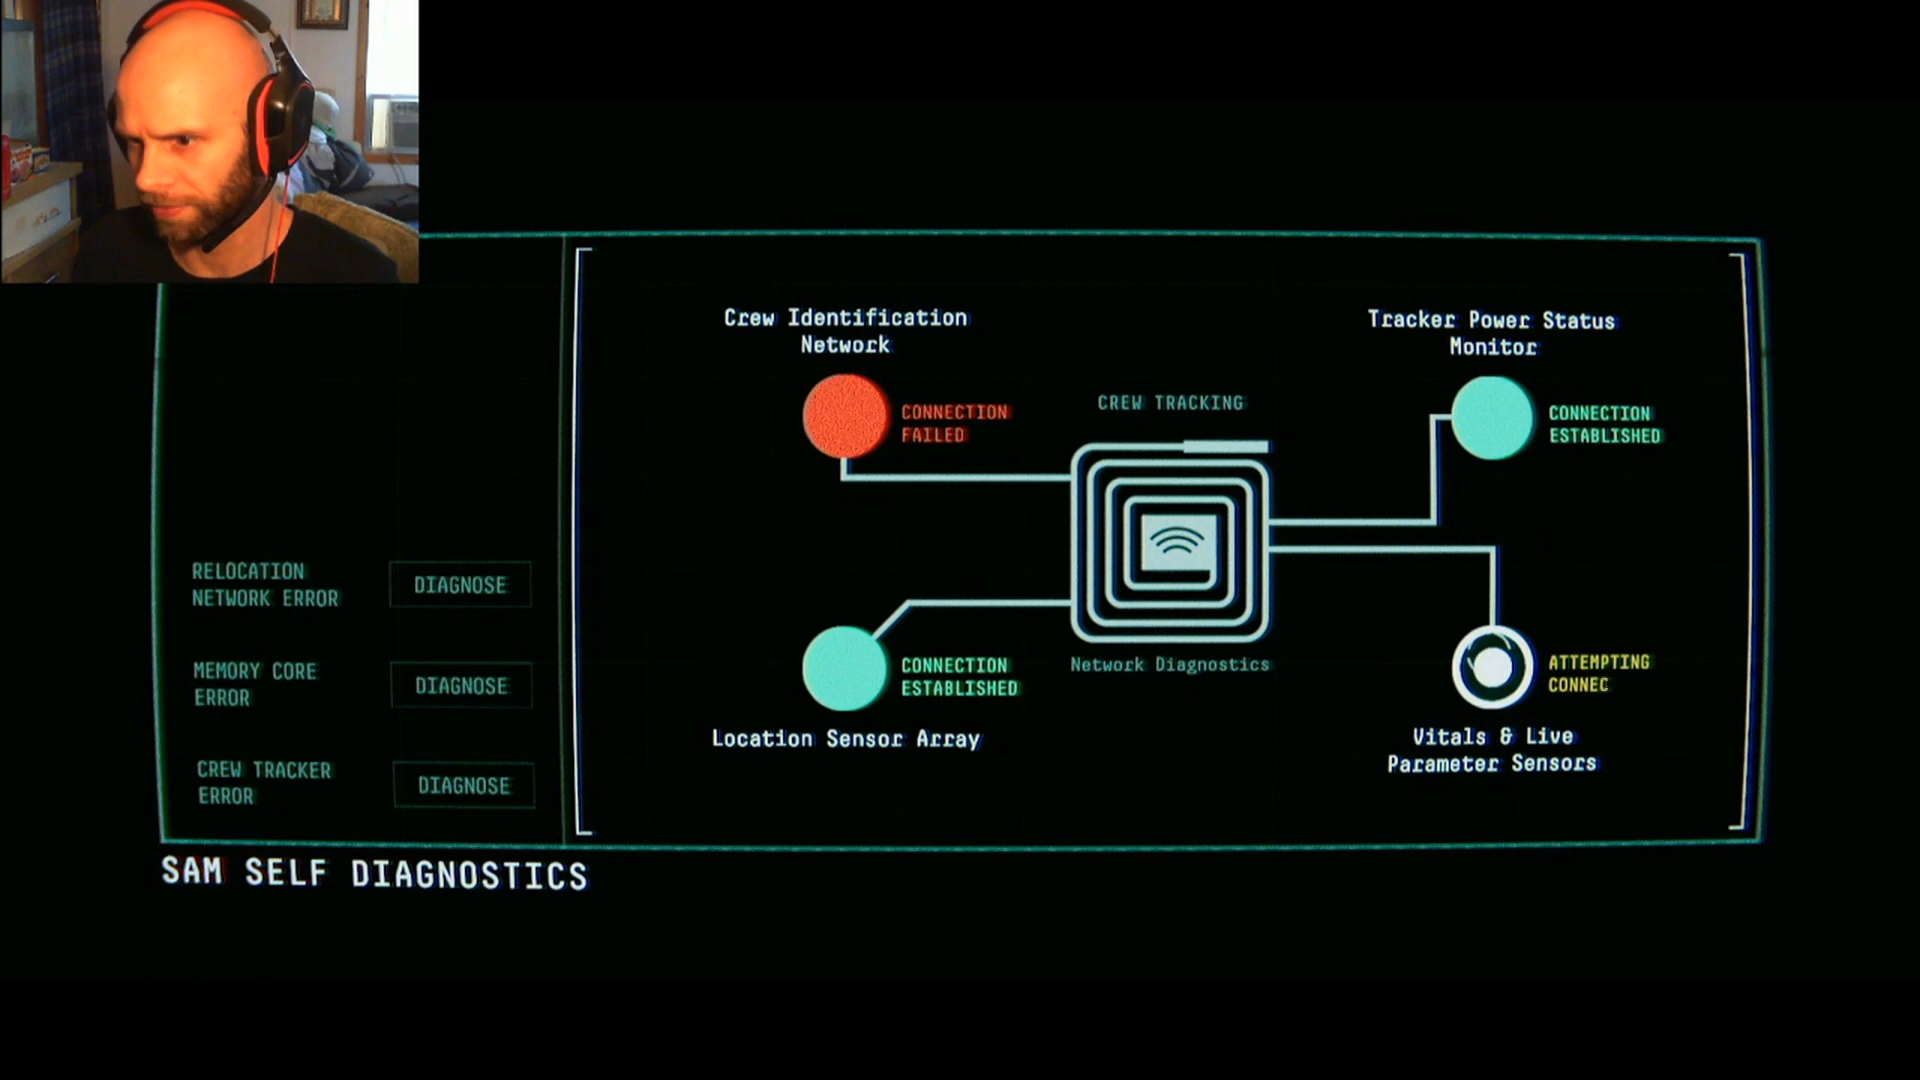 Crew Identification
Network
CONNECTION
FAILED
CREW TRACKING
Tracker Power Status
Monitor
CONNECTION
ESTABLISHED
RELOCATION
NETWORK ERROR
DIAGNOSE
MEMORY CORE
ERROR
DIAGNOSE
CREW TRACKER
ERROR
DIAGNOSE
CONNECTION
ESTABLISHED
Location Sensor Array
Network Diagnostics
ATTEMPTING
CONNEC
Vitals & Live
Parameter Sensors
SAM SELF DIAGNOSTICS